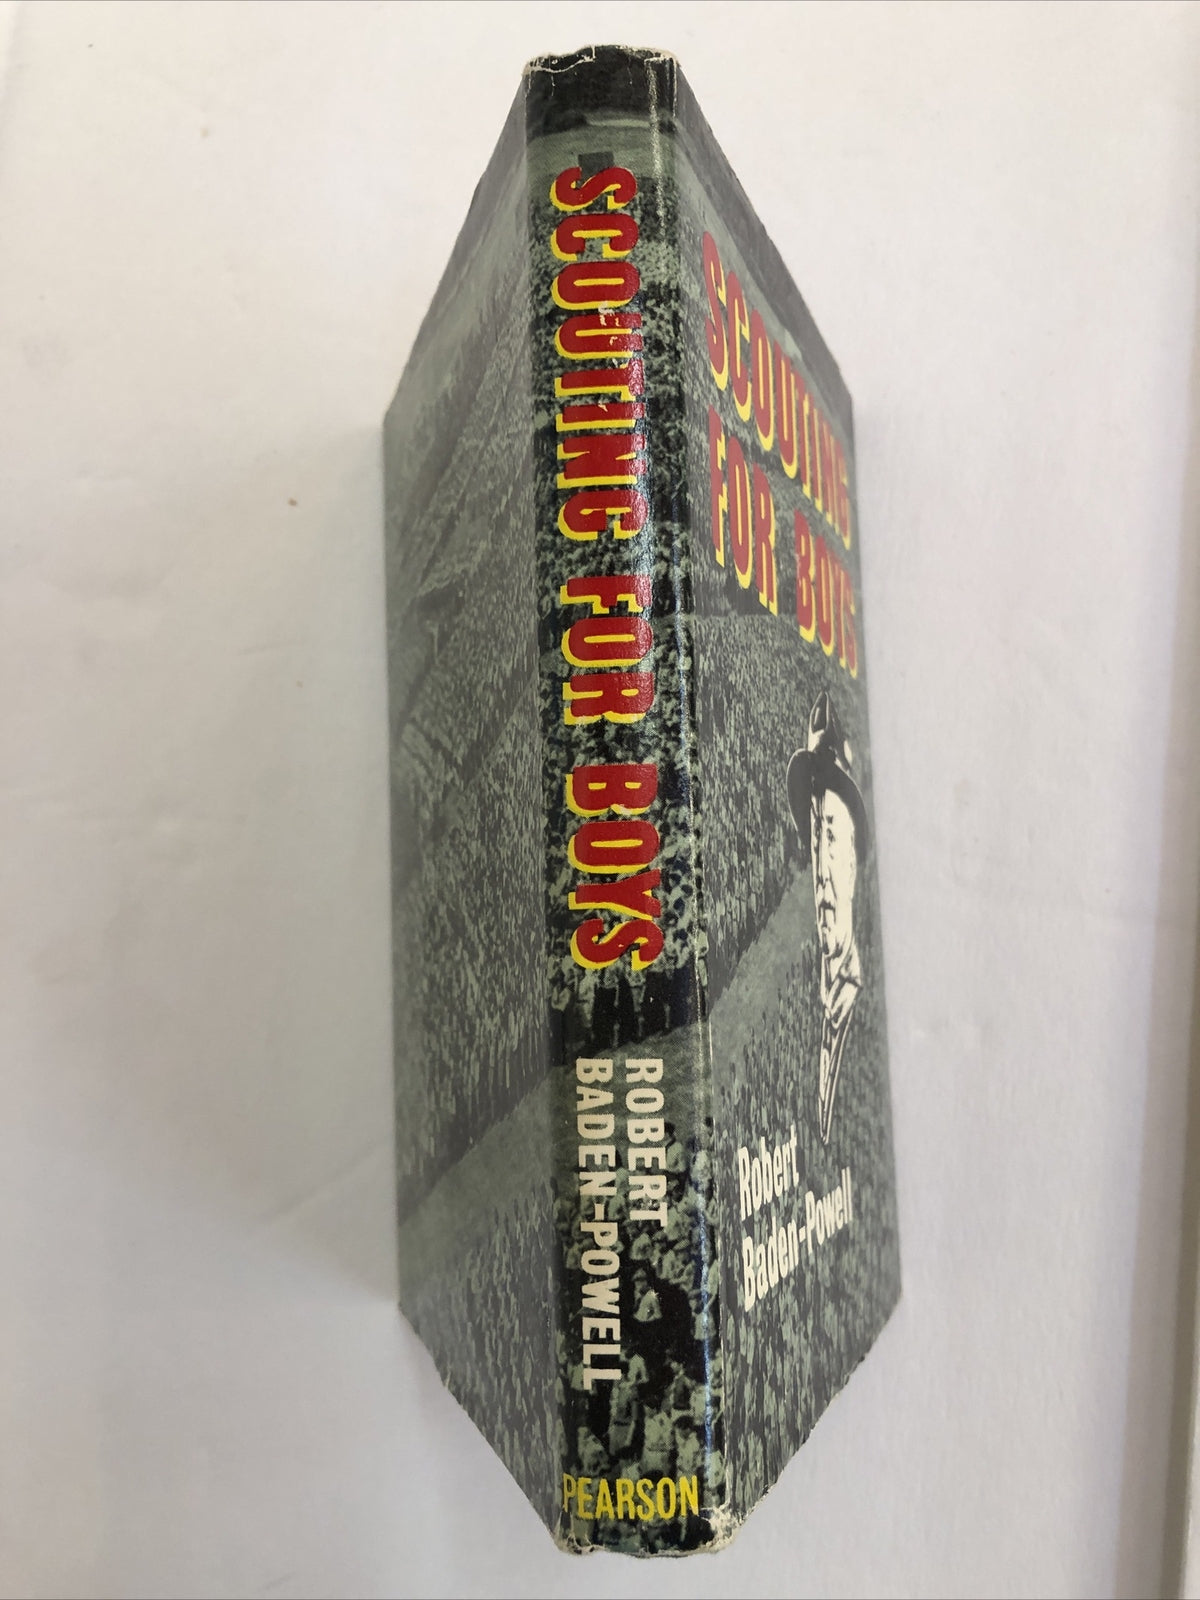 SCOUTING FOR BOYS
ROBERT
BADEN-POWELL
PEARSON
SCOUTING
FOR BOYS
Robert
Baden-Powell